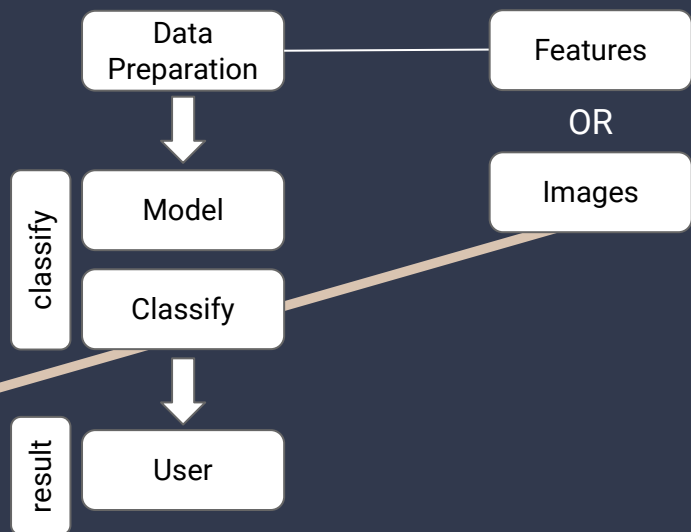 Data
Preparation
Features
OR
Images
classify
Model
Classify
result
User